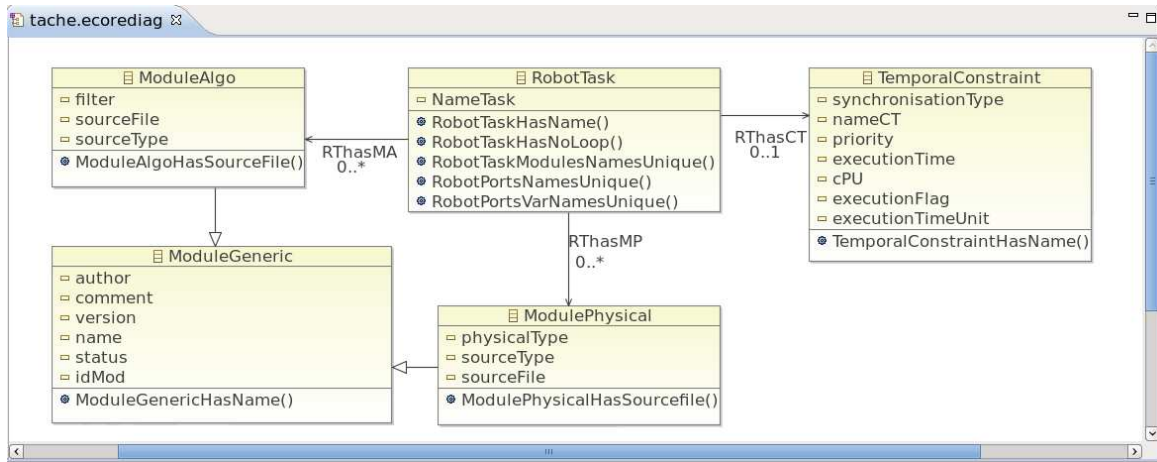 tache.ecorediag
ModuleAlgo
filter
sourceFile
sourceType
ModuleAlgoHasSourceFile()
RobotTask
NameTask
RobotTaskHasName()
RobotTaskHasNoLoop()
RobotTaskModulesNamesUnique()
RobotPortsNamesUnique()
RobotPortsVarNamesUnique()
TemporalConstraint
synchronisationType
nameCT
priority
executionTime
cPU
executionFlag
executionTimeUnit
TemporalConstraintHasName()
RThasMA
0..*
RThasCT
0..1
RThasMP
0..*
ModuleGeneric
author
comment
version
name
status
idMod
ModuleGenericHasName()
ModulePhysical
physicalType
sourceType
sourceFile
ModulePhysicalHasSourcefile()